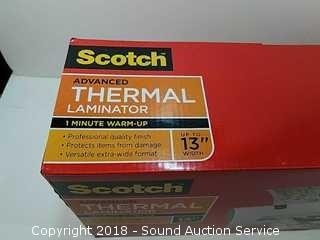 Scotch
ADVANCED
THERMAL
LAMINATOR
1 MINUTE WARM-UP
• Professional quality finish
• Protects items from damage
• Versatile extra-wide format
UP TO
13"
WIDTH
Scotch
ADVANCED
THERMAL
Copyright 2018 - Sound Auction Service